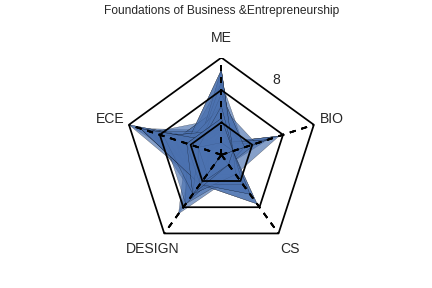 Foundations of Business &Entrepreneurship
ME
8
ECE
BIO
DESIGN
CS